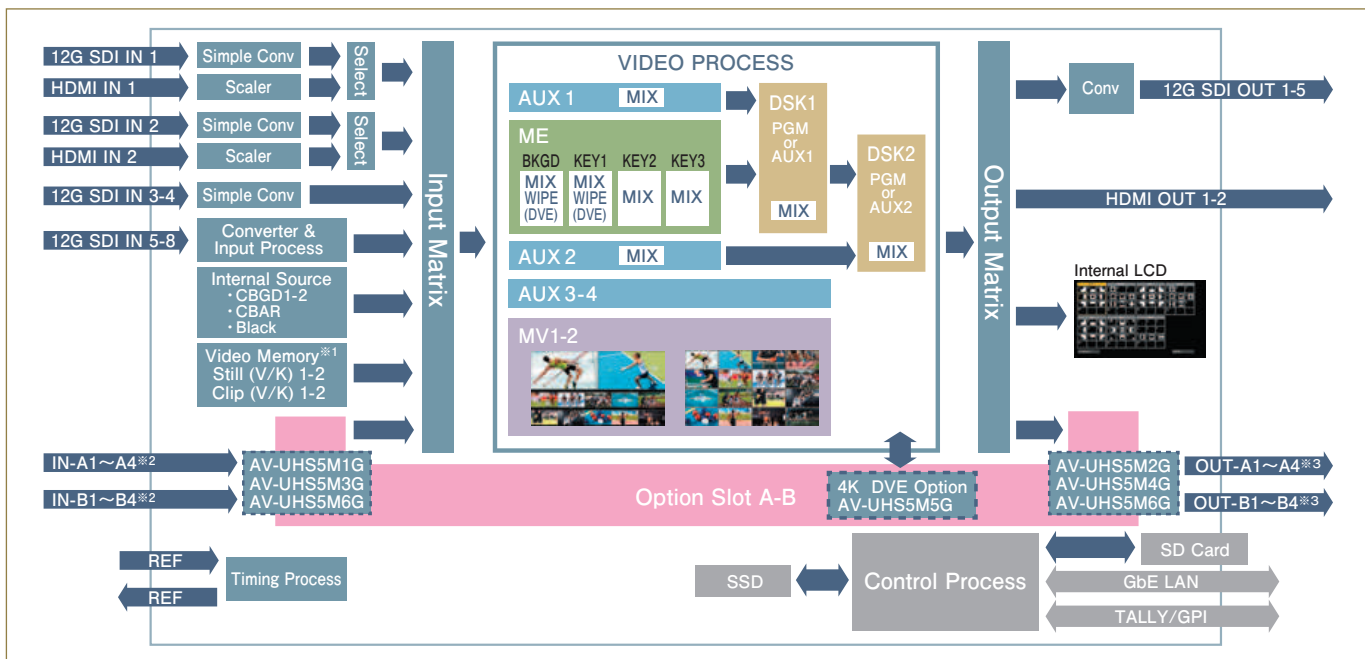 12G SDI IN 1
HDMI IN 1
12G SDI IN 2
HDMI IN 2
12G SDI IN 3-4
12G SDI IN 5-8
Simple Conv
Scaler
Select
Simple Conv
Scaler
Select
Simple Conv
Converter &
Input Process
Internal Source
・CBGD1-2
・CBAR
・Black
Video Memory※1
Still (V/K) 1-2
Clip (V/K) 1-2
Input Matrix
VIDEO PROCESS
AUX 1
MIX
ME
BKGD
MIX
WIPE
(DVE)
KEY1
MIX
WIPE
(DVE)
KEY2
MIX
KEY3
MIX
AUX 2
MIX
AUX 3-4
MV1-2
DSK1
PGM
or
AUX1
MIX
DSK2
PGM
or
AUX2
MIX
Output Matrix
Conv
12G SDI OUT 1-5
HDMI OUT 1-2
Internal LCD
IN-A1～A4※2
IN-B1～B4※2
AV-UHS5M1G
AV-UHS5M3G
AV-UHS5M6G
Option Slot A-B
4K DVE Option
AV-UHS5M5G
AV-UHS5M2G
AV-UHS5M4G
AV-UHS5M6G
OUT-A1～A4※3
OUT-B1～B4※3
REF
REF
Timing Process
SSD
Control Process
SD Card
GbE LAN
TALLY/GPI